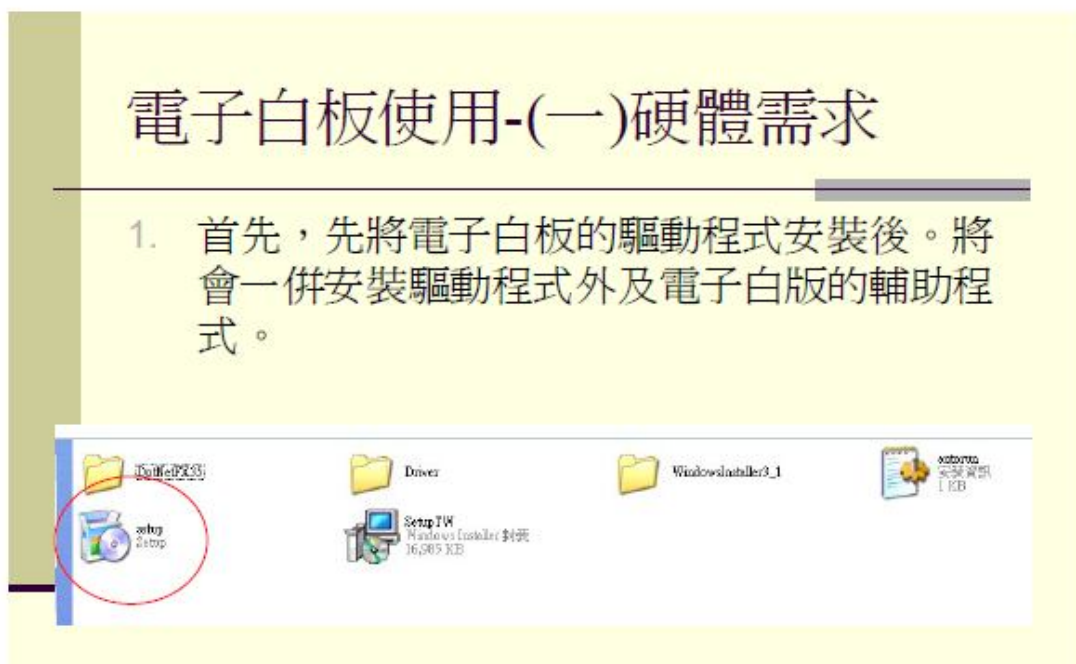 電子白板使用-(一)硬體需求
1. 首先，先將電子白板的驅動程式安裝後。將
會一併安裝驅動程式外及電子白版的輔助程
式。
DotNetFX35
Driver
WindowsInstaller3_1
autorun
安裝資訊
1 KB
setup
Setup
SetupTW
Windows Installer 封裝
16,985 KB